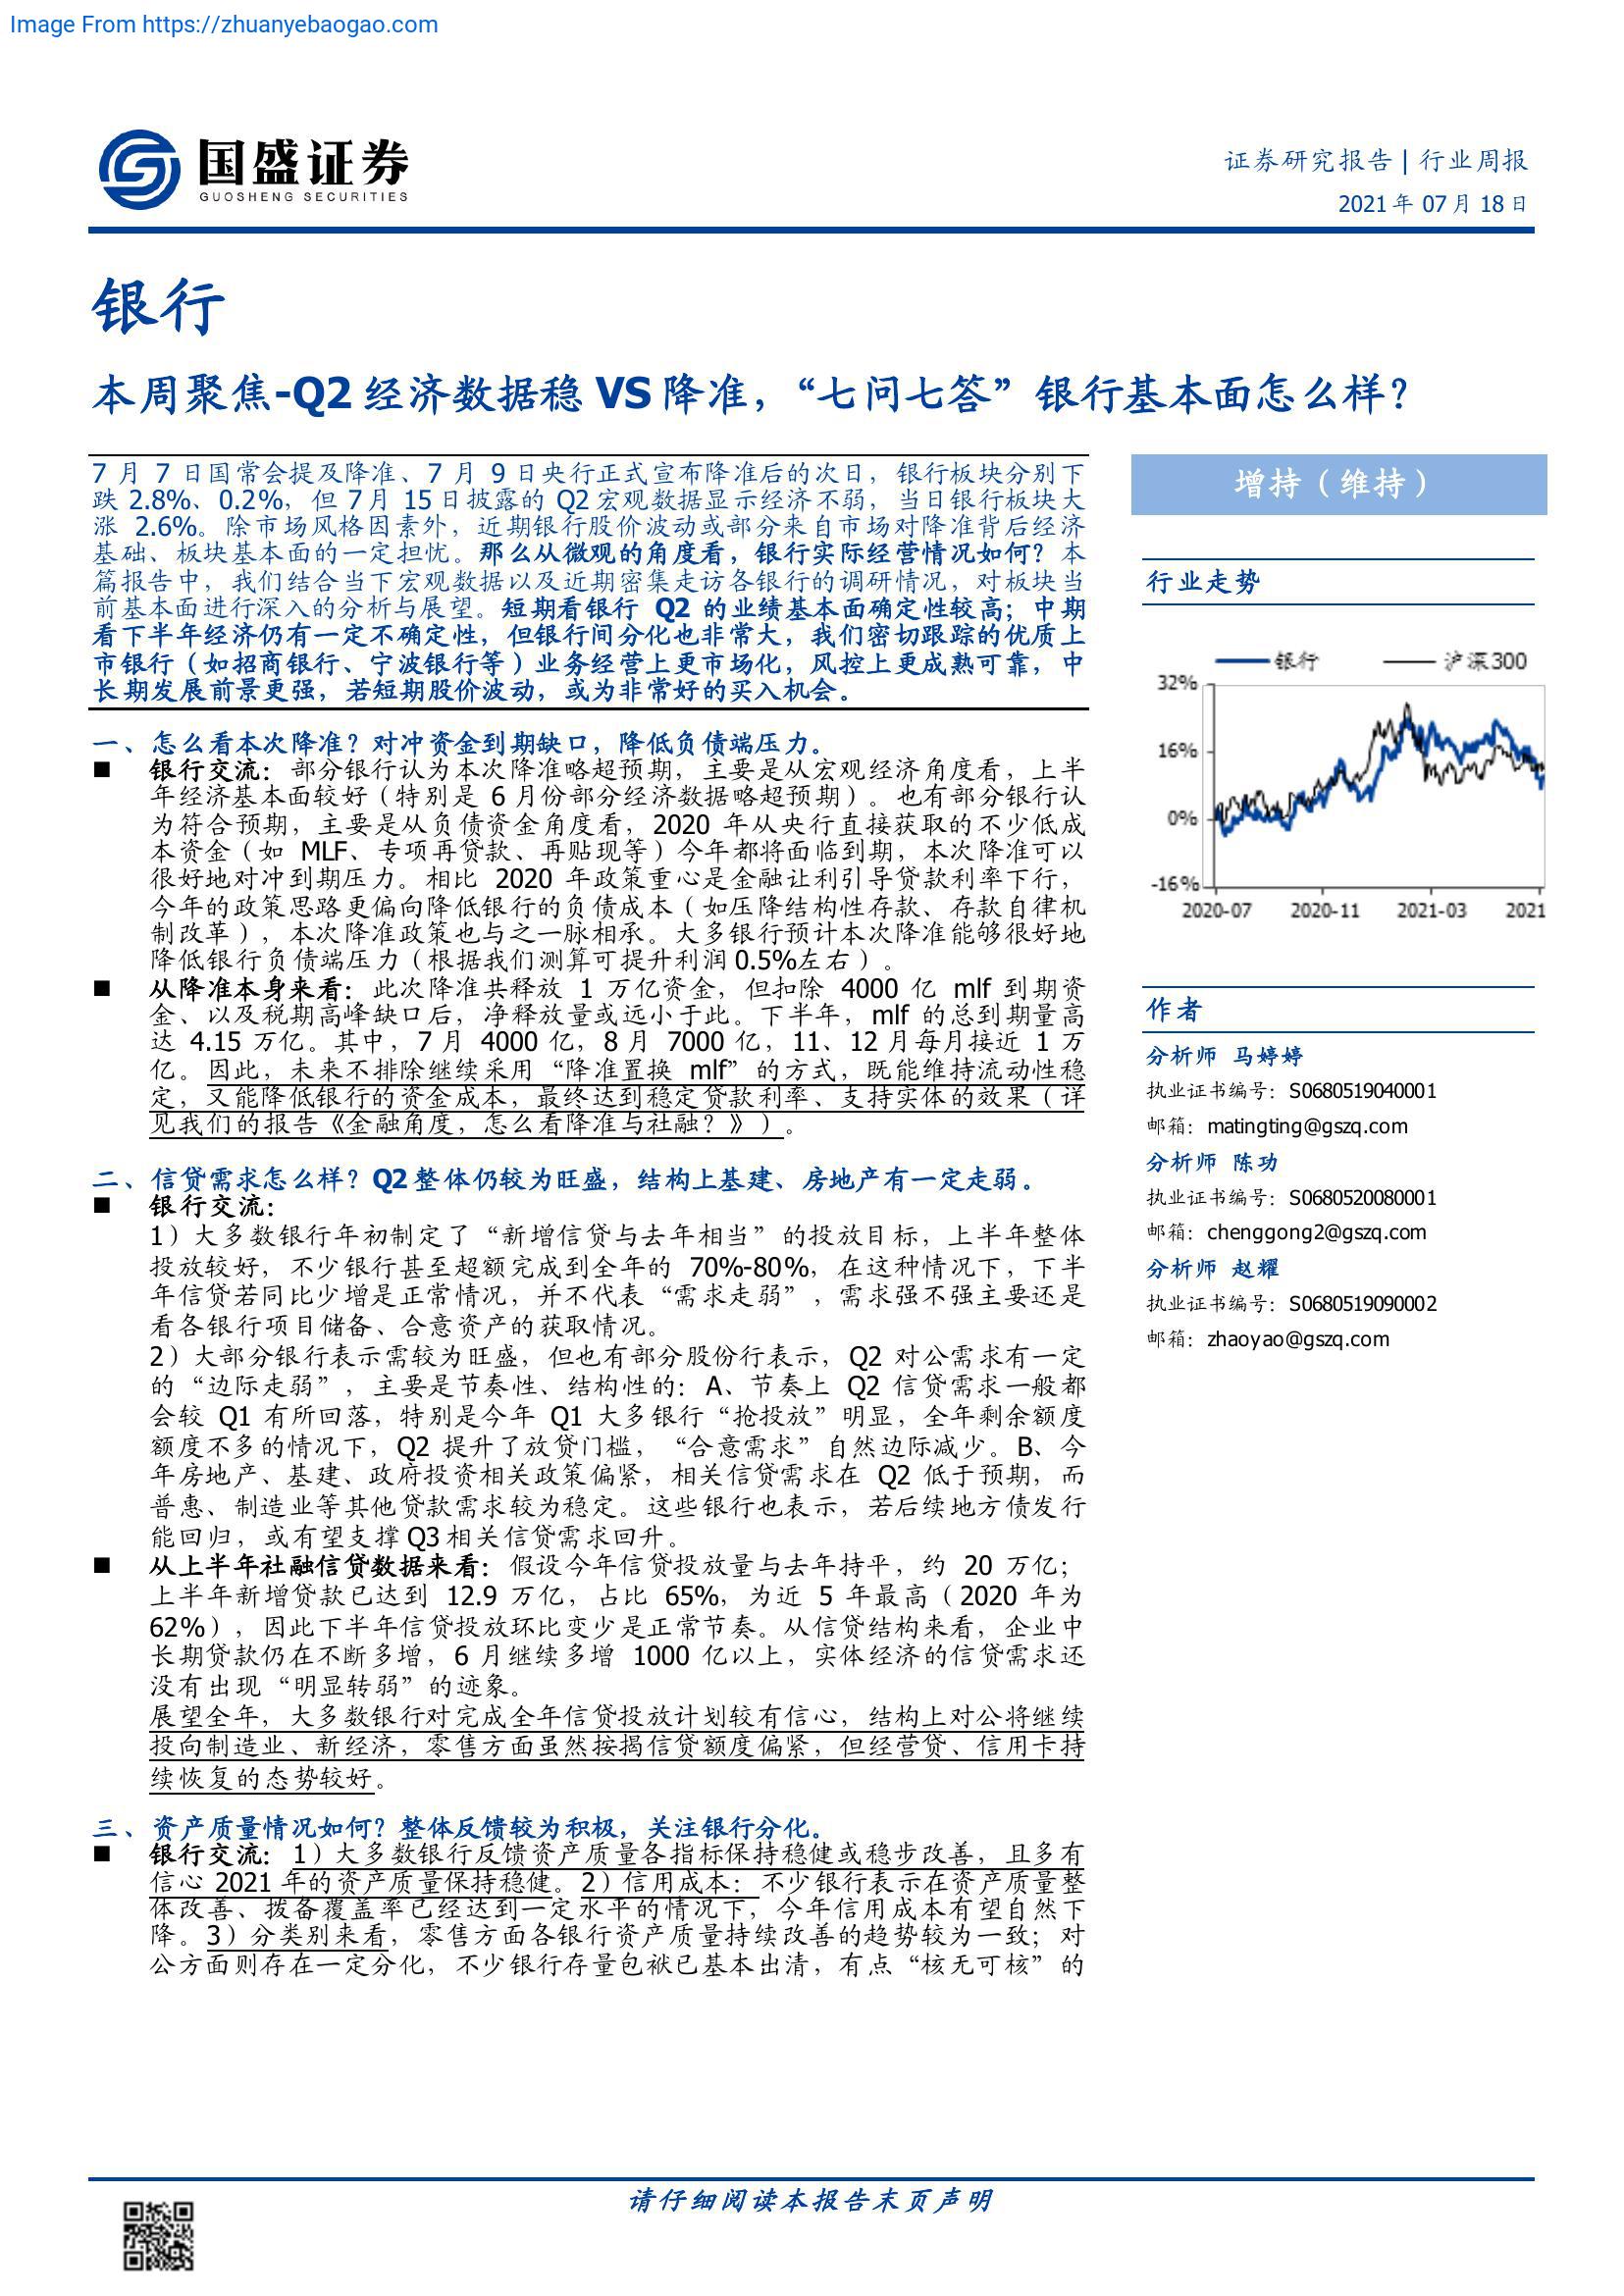 Image From https://zhuanyebaogao.com
国盛证券
GUOSHENG SECURITIES
证券研究报告 | 行业周报
2021 年 07 月 18 日
银行
本周聚焦-Q2 经济数据稳 VS 降准，“七问七答”银行基本面怎么样？
7 月 7 日国常会提及降准、7 月 9 日央行正式宣布降准后的次日，银行板块分别下
跌 2.8%、0.2%，但 7 月 15 日披露的 Q2 宏观数据显示经济不弱，当日银行板块大
涨 2.6%。除市场风格因素外，近期银行股价波动或部分来自市场对降准背后经济
基础、板块基本面的一定担忧。那么从微观的角度看，银行实际经营情况如何？本
篇报告中，我们结合当下宏观数据以及近期密集走访各银行的调研情况，对板块当
前基本面进行深入的分析与展望。短期看银行 Q2 的业绩基本面确定性较高；中期
看下半年经济仍有一定不确定性，但银行间分化也非常大，我们密切跟踪的优质上
市银行（如招商银行、宁波银行等）业务经营上更市场化，风控上更成熟可靠，中
长期发展前景更强，若短期股价波动，或为非常好的买入机会。
一、怎么看本次降准？对冲资金到期缺口，降低负债端压力。
■ 银行交流：部分银行认为本次降准略超预期，主要是从宏观经济角度看，上半
年经济基本面较好（特别是 6 月份部分经济数据略超预期）。也有部分银行认
为符合预期，主要是从负债资金角度看，2020 年从央行直接获取的不少低成
本资金（如 MLF、专项再贷款、再贴现等）今年都将面临到期，本次降准可以
很好地对冲到期压力。相比 2020 年政策重心是金融让利引导贷款利率下行，
今年的政策思路更偏向降低银行的负债成本（如压降结构性存款、存款自律机
制改革），本次降准政策也与之一脉相承。大多银行预计本次降准能够很好地
降低银行负债端压力（根据我们测算可提升利润 0.5%左右）。
■ 从降准本身来看：此次降准共释放 1 万亿资金，但扣除 4000 亿 mlf 到期资
金、以及税期高峰缺口后，净释放量或远小于此。下半年，mlf 的总到期量高
达 4.15 万亿。其中，7 月 4000 亿，8 月 7000 亿，11、12 月每月接近 1 万
亿。因此，未来不排除继续采用“降准置换 mlf”的方式，既能维持流动性稳
定，又能降低银行的资金成本，最终达到稳定贷款利率、支持实体的效果（详
见我们的报告《金融角度，怎么看降准与社融？》）。
二、信贷需求怎么样？Q2 整体仍较为旺盛，结构上基建、房地产有一定走弱。
■ 银行交流：
1）大多数银行年初制定了“新增信贷与去年相当”的投放目标，上半年整体
投放较好，不少银行甚至超额完成到全年的 70%-80%，在这种情况下，下半
年信贷若同比少增是正常情况，并不代表“需求走弱”，需求强不强主要还是
看各银行项目储备、合意资产的获取情况。
2）大部分银行表示需较为旺盛，但也有部分股份行表示，Q2 对公需求有一定
的“边际走弱”，主要是节奏性、结构性的：A、节奏上 Q2 信贷需求一般都
会较 Q1 有所回落，特别是今年 Q1 大多银行“抢投放”明显，全年剩余额度
额度不多的情况下，Q2 提升了放贷门槛，“合意需求”自然边际减少。B、今
年房地产、基建、政府投资相关政策偏紧，相关信贷需求在 Q2 低于预期，而
普惠、制造业等其他贷款需求较为稳定。这些银行也表示，若后续地方债发行
能回归，或有望支撑 Q3 相关信贷需求回升。
■ 从上半年社融信贷数据来看：假设今年信贷投放量与去年持平，约 20 万亿；
上半年新增贷款已达到 12.9 万亿，占比 65%，为近 5 年最高（2020 年为
62%），因此下半年信贷投放环比变少是正常节奏。从信贷结构来看，企业中
长期贷款仍在不断多增，6 月继续多增 1000 亿以上，实体经济的信贷需求还
没有出现“明显转弱”的迹象。
展望全年，大多数银行对完成全年信贷投放计划较有信心，结构上对公将继续
投向制造业、新经济，零售方面虽然按揭信贷额度偏紧，但经营贷、信用卡持
续恢复的态势较好。
三、资产质量情况如何？整体反馈较为积极，关注银行分化。
■ 银行交流：1）大多数银行反馈资产质量各指标保持稳健或稳步改善，且多有
信心 2021 年的资产质量保持稳健。2）信用成本：不少银行表示在资产质量整
体改善、拨备覆盖率已经达到一定水平的情况下，今年信用成本有望自然下
降。3）分类别来看，零售方面各银行资产质量持续改善的趋势较为一致；对
公方面则存在一定分化，不少银行存量包袱已基本出清，有点“核无可核”的
增持（维持）
行业走势
银行 沪深300
32%
16%
0%
-16%
2020-07 2020-11 2021-03 2021
作者
分析师 马婷婷
执业证书编号：S0680519040001
邮箱：matingting@gszq.com
分析师 陈功
执业证书编号：S0680520080001
邮箱：chenggong2@gszq.com
分析师 赵耀
执业证书编号：S0680519090002
邮箱：zhaoyao@gszq.com
请仔细阅读本报告末页声明